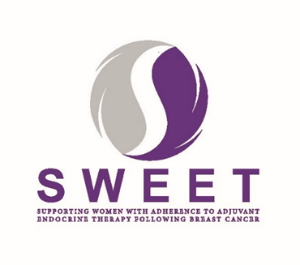 SWEET
SUPPORTING WOMEN WITH ADHERENCE TO ADJUVANT
ENDOCRINE THERAPY FOLLOWING BREAST CANCER